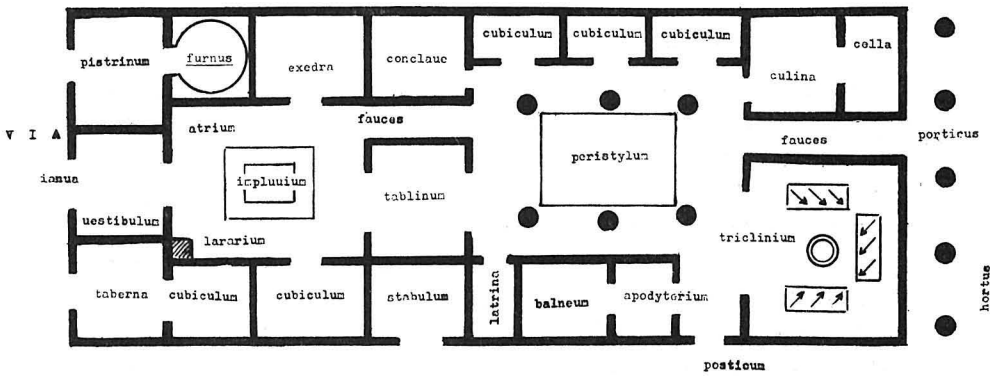 cubiculum cubiculum cubiculum
pistrinum furnus exedra conclaue culina cella
V I A atrium fauces fauces porticus
peristylum
ianua impluuium tablinum
uestibulum lararium triclinium
taberna cubiculum cubiculum stabulum latrina balneum apodyterium hortus
posticum